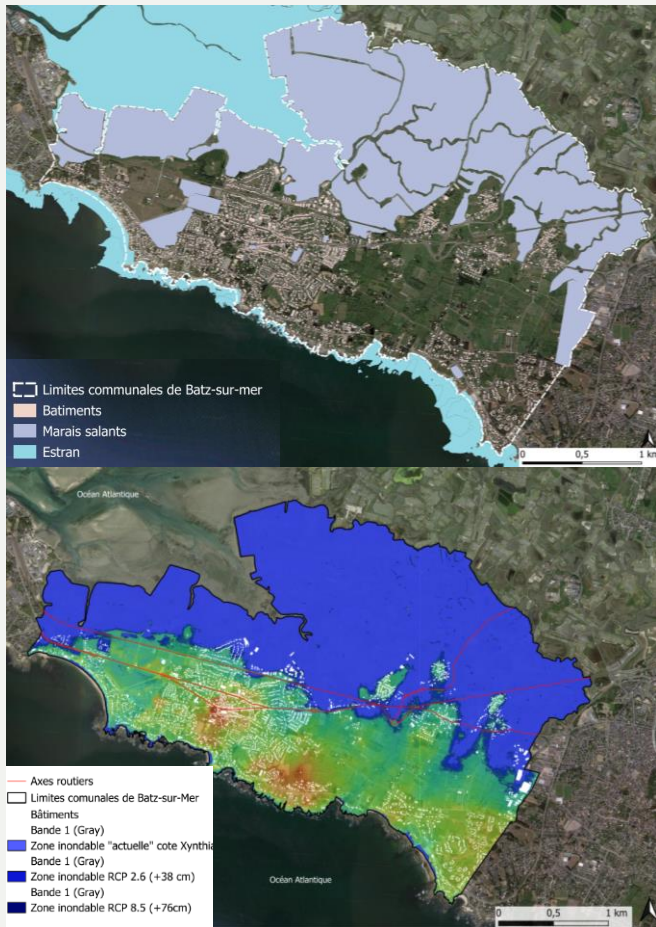 Limites communales de Batz-sur-mer
Batiments
Marais salants
Estran
0 0,5 1 km
Océan Atlantique
Axes routiers
Limites comunales de Batz-sur-Mer
Bâtiments
Bande 1 (Gray)
Zone inondable "actuelle" cote Xynthia
Bande 1 (Gray)
Zone inondable RCP 2.6 (+38 cm)
Bande 1 (Gray)
Zone inondable RCP 8.5 (+76cm)
Océan Atlantique
0 0,5 1 km